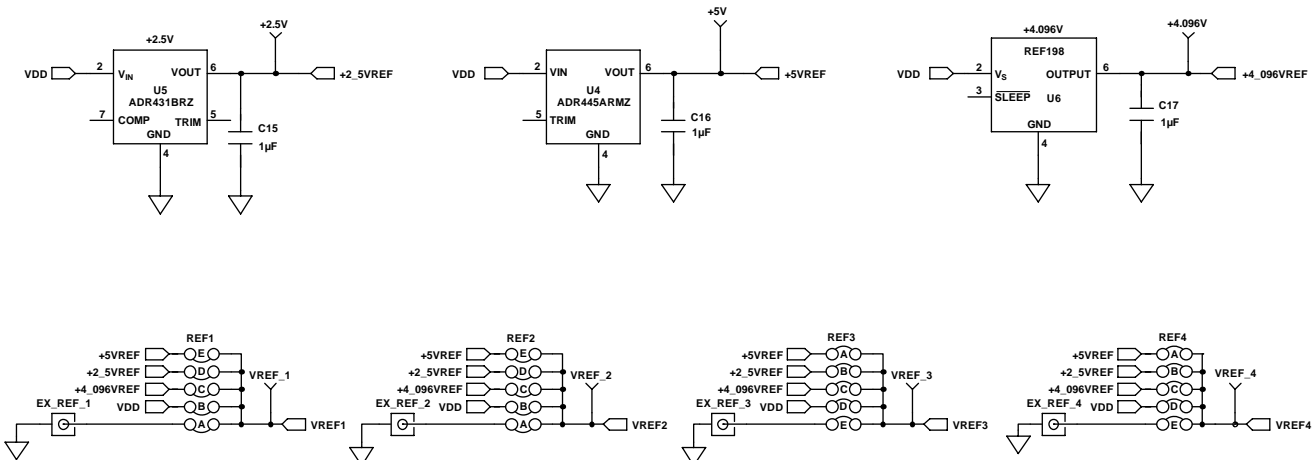 +2.5V
+2.5V
VDD
2
VIN
VOUT
6
+2_5VREF
U5
ADR431BRZ
7
COMP
TRIM
5
GND
4
C15
1µF
+5V
VDD
2
VIN
VOUT
6
+5VREF
U4
ADR445ARMZ
5
TRIM
GND
4
C16
1µF
+4.096V
+4.096V
REF198
VDD
2
VS
OUTPUT
6
+4_096VREF
3
SLEEP
U6
GND
4
C17
1µF
REF1
+5VREF
E
+2_5VREF
D
VREF_1
+4_096VREF
C
EX_REF_1
VDD
B
A
VREF1
REF2
+5VREF
E
+2_5VREF
D
VREF_2
+4_096VREF
C
EX_REF_2
VDD
B
A
VREF2
REF3
+5VREF
A
+2_5VREF
B
VREF_3
+4_096VREF
C
EX_REF_3
VDD
D
E
VREF3
REF4
+5VREF
A
+2_5VREF
B
VREF_4
+4_096VREF
C
EX_REF_4
VDD
D
E
VREF4